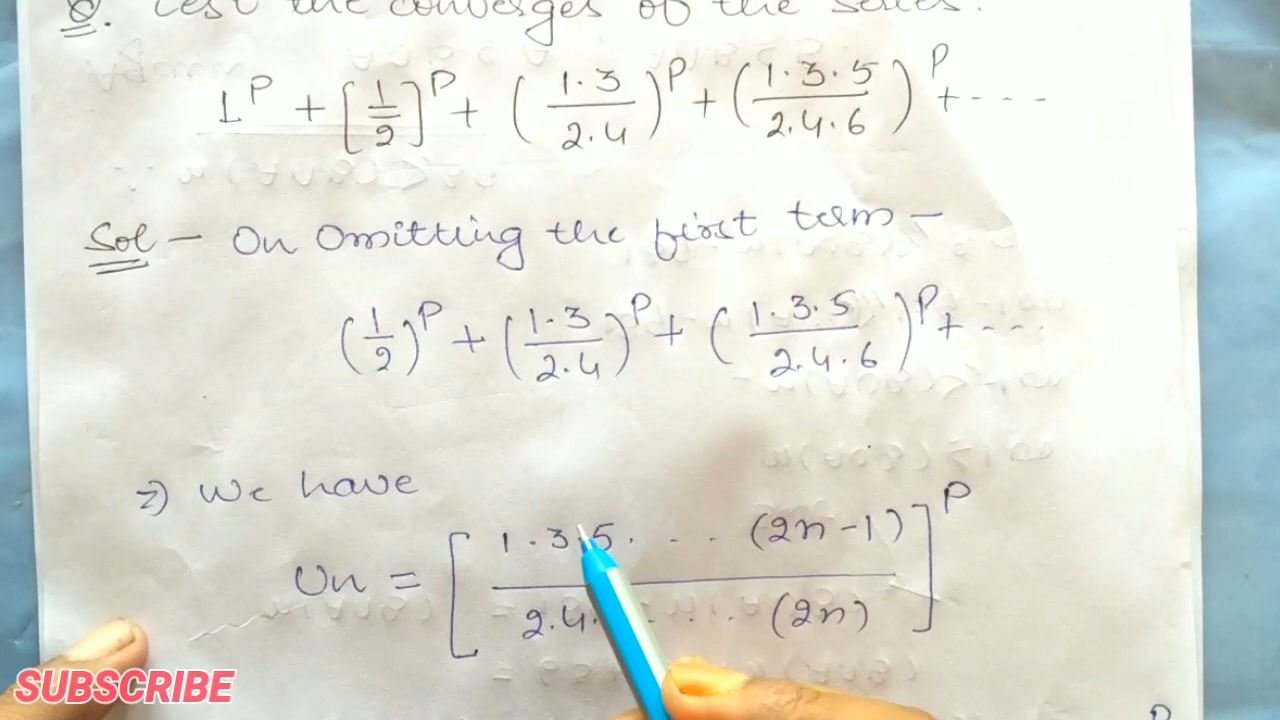 Q. Test the converges of the series.
1^P + [1/2]^P + (1·3/2·4)^P + (1·3·5/2·4·6)^P + ----
Sol – On Omitting the first term –
(1/2)^P + (1·3/2·4)^P + (1·3·5/2·4·6)^P + ---
⇒ We have
Un = [1·3·5· . . (2n-1)/2.4. . . . (2n)]^P
SUBSCRIBE
P